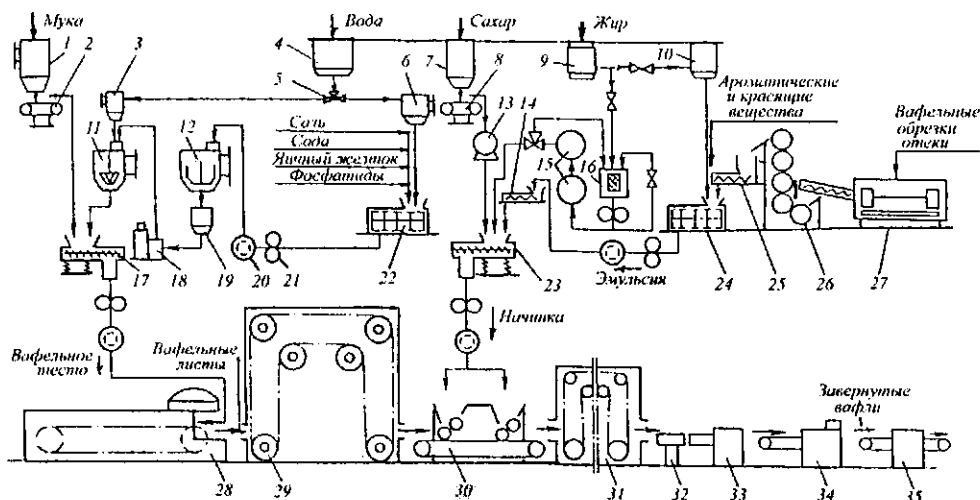 Мука
Вода
Сахар
Жир
1
2
3
4
5
6
7
8
9
10
Ароматические
и красящие
вещества
Вафельные
обрезки
отеки
11
12
13
14
15
16
Соль
Сода
Яичный желток
Фосфатиды
17
18
19
20
21
22
23
24
25
26
27
Эмульсия
Начинка
Вафельное
тесто
Вафельные
листы
Завернутые
вафли
28
29
30
31
32
33
34
35